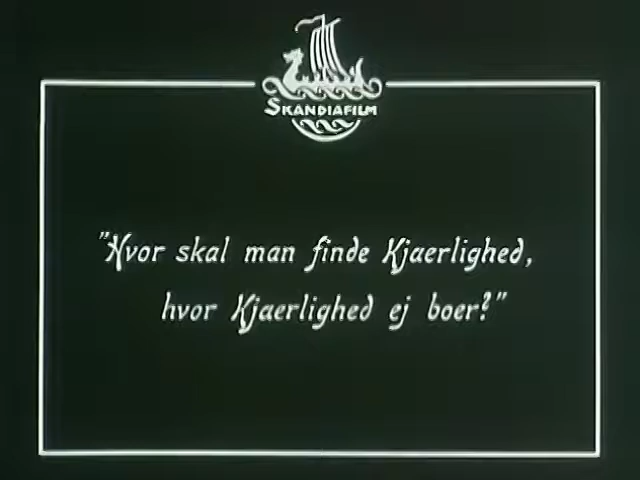 SKANDIAFILM
"Hvor skal man finde Kjaerlighed,
hvor Kjaerlighed ej boer?"